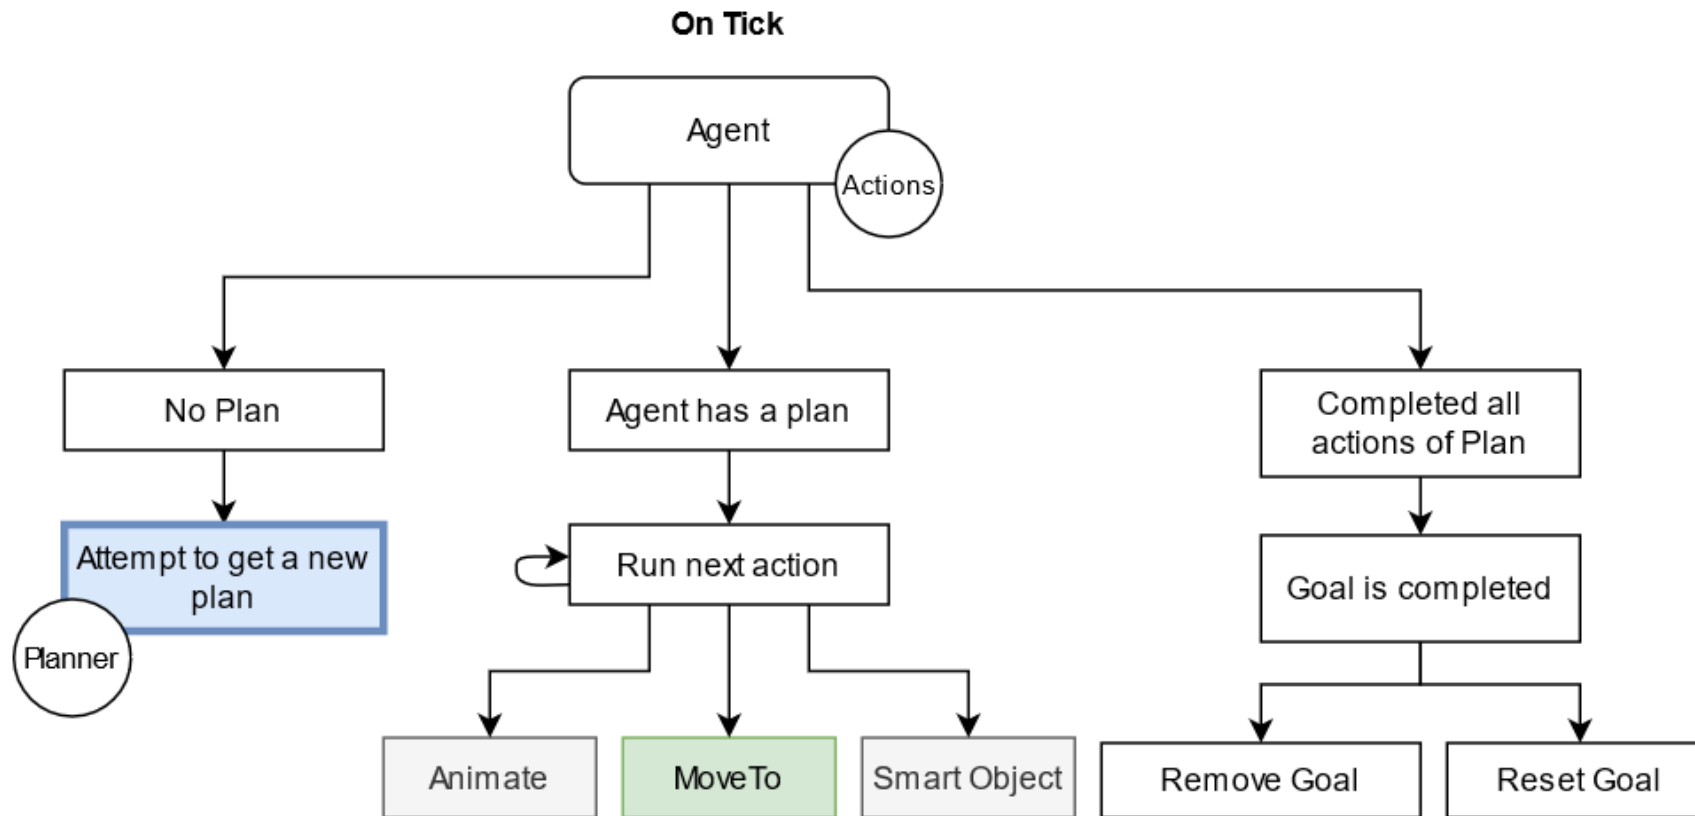 On Tick
Agent
Actions
No Plan
Agent has a plan
Completed all
actions of Plan
Attempt to get a new
plan
Planner
Run next action
Goal is completed
Animate
MoveTo
Smart Object
Remove Goal
Reset Goal